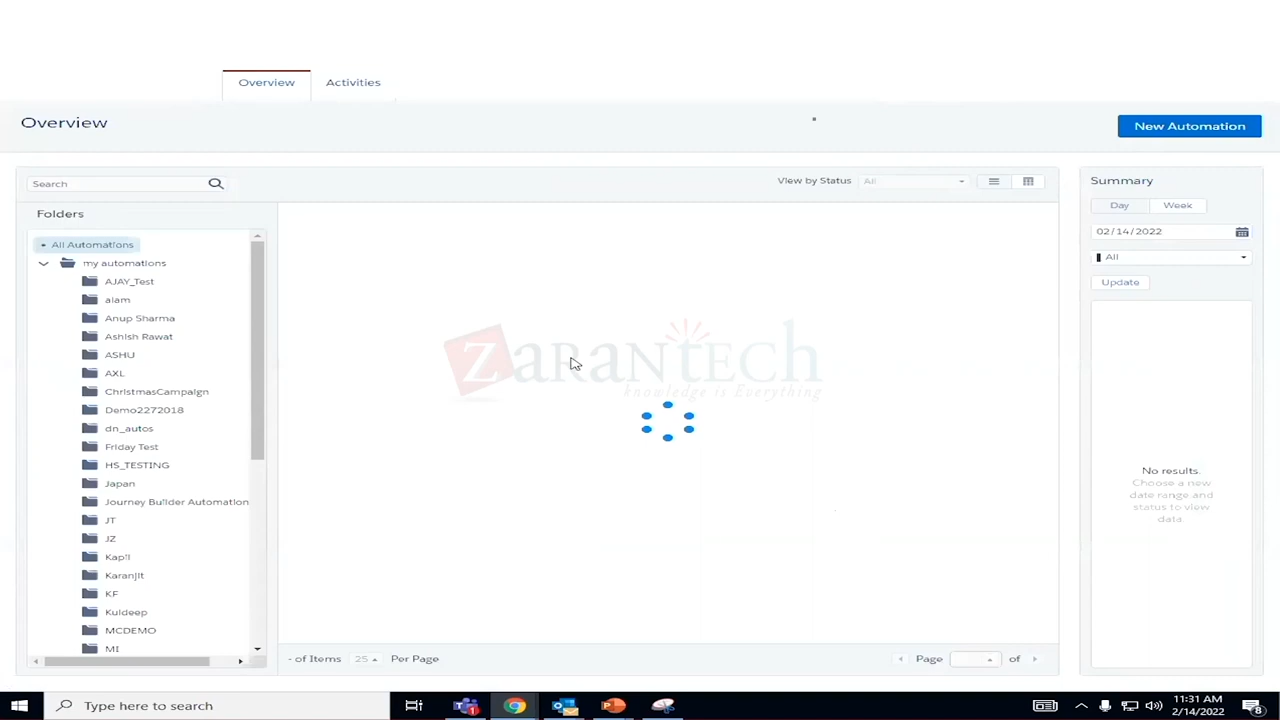 Overview Activities
Overview
New Automation
Search
View by Status All
Summary
Folders
Day Week
All Automations
02/14/2022
my automations
All
AJAY_Test
Update
alam
Anup Sharma
Ashish Rawat
ASHU
AXL
ChristmasCampaign
Demo2272018
dn_autos
Friday Test
HS_TESTING
Japan
Journey Builder Automation
JT
JZ
Kapil
Karanjit
KF
Kuldeep
MCDEMO
MI
ZaranTech
knowledge is Everything
No results.
Choose a new
date range and
status to view
data.
- of Items 25 Per Page
Page of
Type here to search
1
11:31 AM
2/14/2022
8